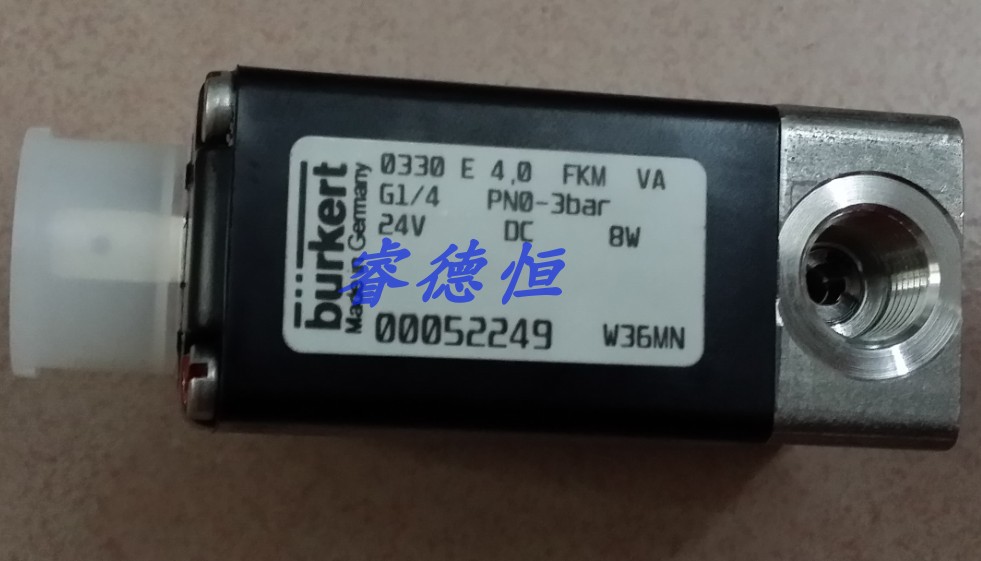 burkert
Made in Germany
0330 E 4,0 FKM VA
G1/4 PN0-3bar
24V DC 8W
睿德恒
00052249 W36MN